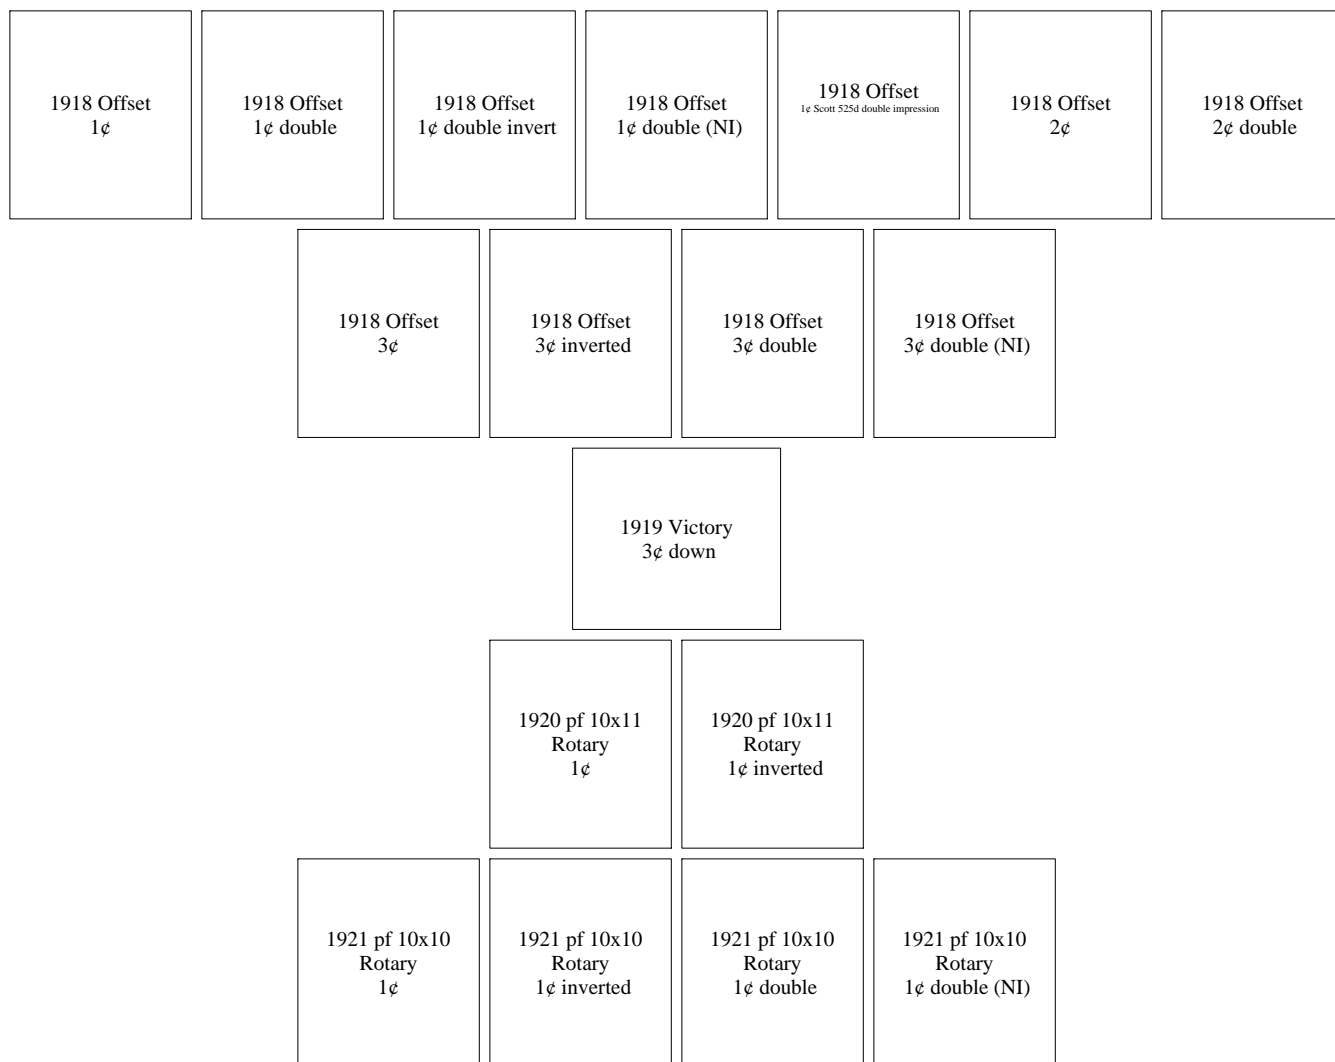 1918 Offset
1¢
1918 Offset
1¢ double
1918 Offset
1¢ double invert
1918 Offset
1¢ double (NI)
1918 Offset
1¢ Scott 525d double impression
1918 Offset
2¢
1918 Offset
2¢ double
1918 Offset
3¢
1918 Offset
3¢ inverted
1918 Offset
3¢ double
1918 Offset
3¢ double (NI)
1919 Victory
3¢ down
1920 pf 10x11
Rotary
1¢
1920 pf 10x11
Rotary
1¢ inverted
1921 pf 10x10
Rotary
1¢
1921 pf 10x10
Rotary
1¢ inverted
1921 pf 10x10
Rotary
1¢ double
1921 pf 10x10
Rotary
1¢ double (NI)